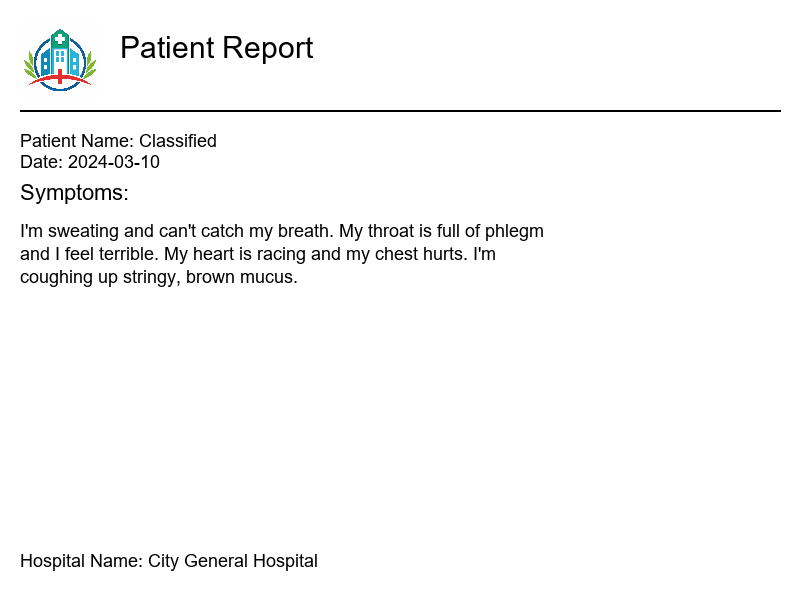 Patient Report
Patient Name: Classified
Date: 2024-03-10
Symptoms:
I'm sweating and can't catch my breath. My throat is full of phlegm
and I feel terrible. My heart is racing and my chest hurts. I'm
coughing up stringy, brown mucus.
Hospital Name: City General Hospital